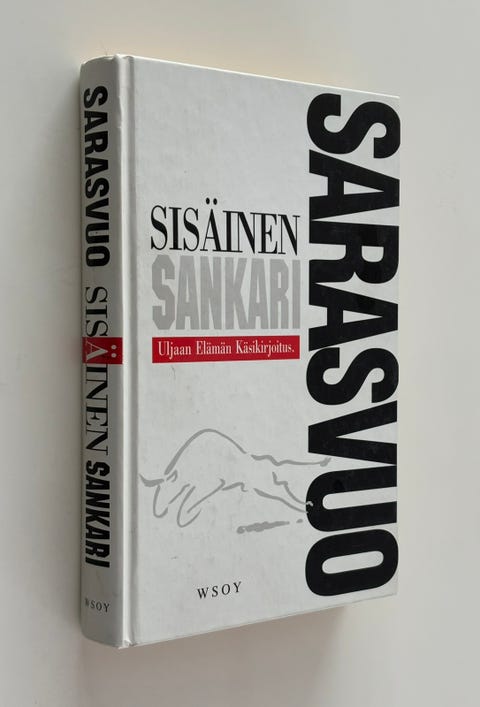 SARASVUO SISÄINEN SANKARI
WSOY
SISÄINEN
SANKARI
Uljaan Elämän Käsikirjoitus.
SARASVUO
WSOY